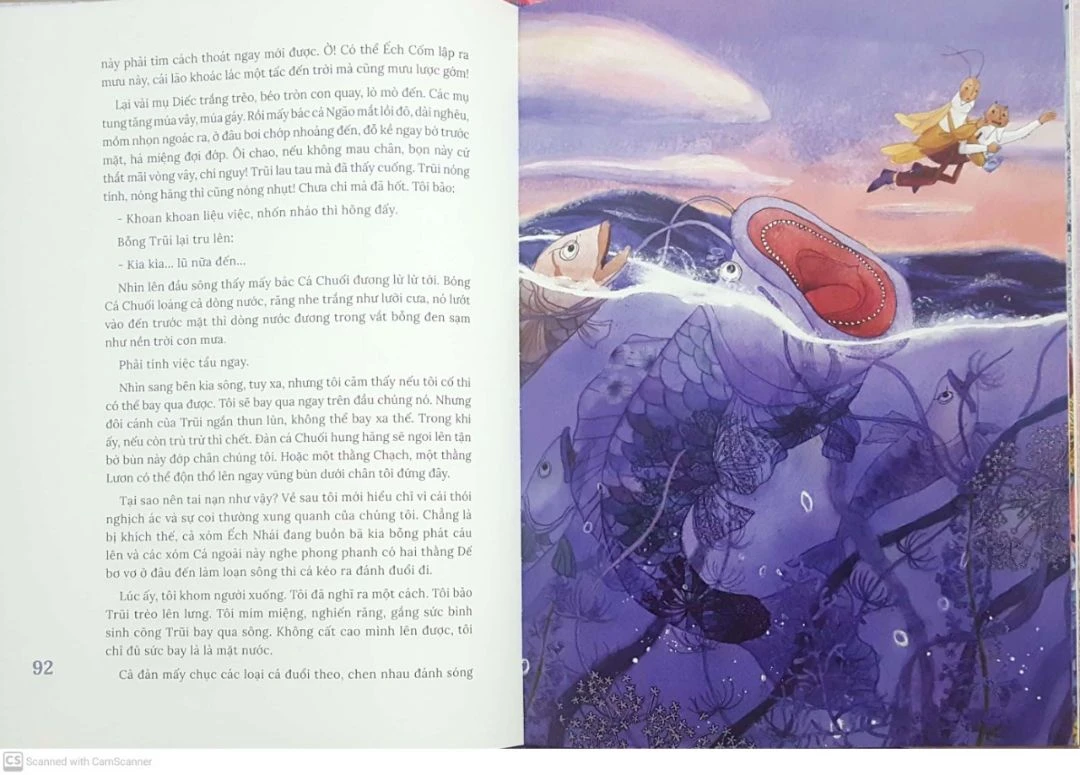 này phải tìm cách thoát ngay mới được. Ờ! Có thể Ếch Cốm lập ra
mưu này, cái lão khoác lác một tấc đến trời mà cũng mưu lược gớm!
Lại vài mụ Diếc trắng trẻo, béo tròn con quay, lò mò đến. Các mụ
tung tăng múa vây, múa gáy. Rồi mấy bác cá Ngão mắt lồi đỏ, dài nghêu,
mõm nhọn ngoác ra, ở đâu bơi chớp nhoáng đến, đỗ kề ngay bờ trước
mặt, há miệng đợi đớp. Ôi chao, nếu không mau chân, bọn này cứ
thắt mãi vòng vây, chỉ nguy! Trũi lau tau mà đã thấy cuống. Trũi nóng
tính, nóng hăng thì cũng nóng nhụt! Chưa chi mà đã hốt. Tôi bảo:
- Khoan khoan liệu việc, nhốn nháo thì hỏng đấy.
Bỗng Trũi lại tru lên:
- Kia kia... lũ nữa đến...
Nhìn lên đầu sông thấy mấy bác Cá Chuối đương lừ lừ tới. Bóng
Cá Chuối loáng cả dòng nước, răng nhe trắng như lưỡi cưa, nó lướt
vào đến trước mặt thì dòng nước đương trong vắt bỗng đen sạm
như nền trời cơn mưa.
Phải tính việc tẩu ngay.
Nhìn sang bên kia sông, tuy xa, nhưng tôi cảm thấy nếu tôi cố thì
có thể bay qua được. Tôi sẽ bay qua ngay trên đầu chúng nó. Nhưng
đôi cánh của Trũi ngắn thun lủn, không thể bay xa thế. Trong khi
ấy, nếu còn trù trừ thì chết. Đàn cá Chuối hung hăng sẽ ngoi lên tận
bờ bùn này đớp chân chúng tôi. Hoặc một thằng Chạch, một thằng
Lươn có thể độn thổ lên ngay vũng bùn dưới chân tôi đứng đây.
Tại sao nên tai nạn như vậy? Về sau tôi mới hiểu chỉ vì cái thói
nghịch ác và sự coi thường xung quanh của chúng tôi. Chẳng là
bị khích thế, cả xóm Ếch Nhái đang buồn bã kia bỗng phát cáu
lên và các xóm Cá ngoài này nghe phong phanh có hai thằng Dế
bơ vơ ở đâu đến làm loạn sông thì cá kéo ra đánh đuổi đi.
Lúc ấy, tôi khom người xuống. Tôi đã nghĩ ra một cách. Tôi bảo
Trũi trèo lên lưng. Tôi mím miệng, nghiến răng, gắng sức bình
sinh cõng Trũi bay qua sông. Không cất cao mình lên được, tôi
chỉ đủ sức bay là là mặt nước.
Cả đàn mấy chục các loại cá đuổi theo, chen nhau đánh sóng
92
CS Scanned with CamScanner